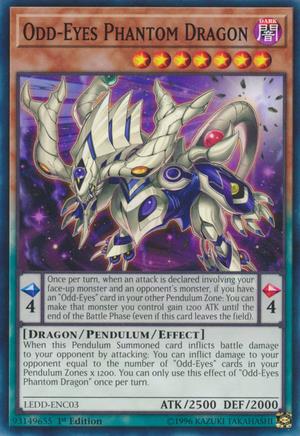 ODD-EYES PHANTOM DRAGON
DARK
闇
Once per turn, when an attack is declared involving your
face-up monster and an opponent's monster, if you have
an "Odd-Eyes" card in your other Pendulum Zone: You can
make that monster you control gain 1200 ATK until the
end of the Battle Phase (even if this card leaves the field).
4
4
[DRAGON/PENDULUM/EFFECT]
When this Pendulum Summoned card inflicts battle
damage to your opponent by attacking: You can inflict damage to your
opponent equal to the number of "Odd-Eyes" cards in your
Pendulum Zones x 1200. You can only use this effect of "Odd-Eyes
Phantom Dragon" once per turn.
LEDD-ENC03
ATK/2500 DEF/2000
93149655
1st Edition
©1996 KAZUKI TAKAHASHI